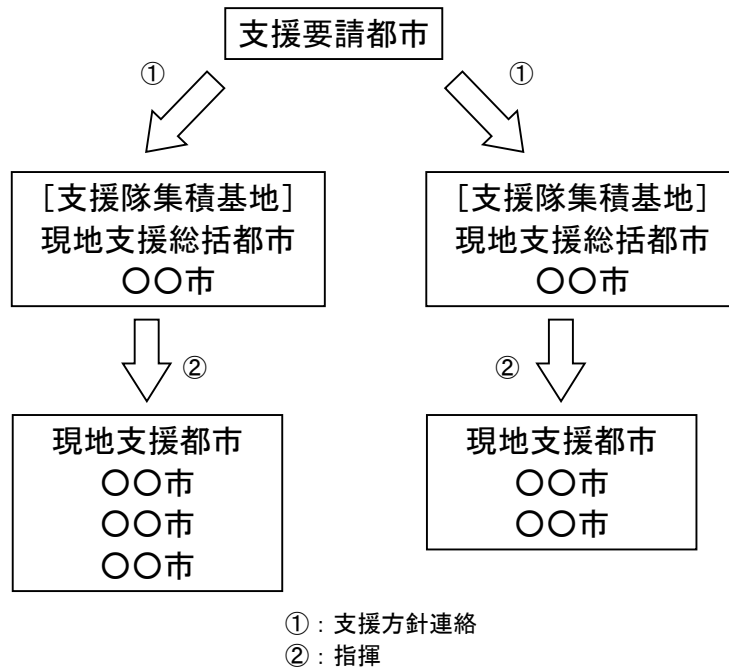 支援要請都市
①
①
[支援隊集積基地]
現地支援総括都市
〇〇市
[支援隊集積基地]
現地支援総括都市
〇〇市
②
②
現地支援都市
〇〇市
〇〇市
〇〇市
現地支援都市
〇〇市
〇〇市
①：支援方針連絡
②：指揮